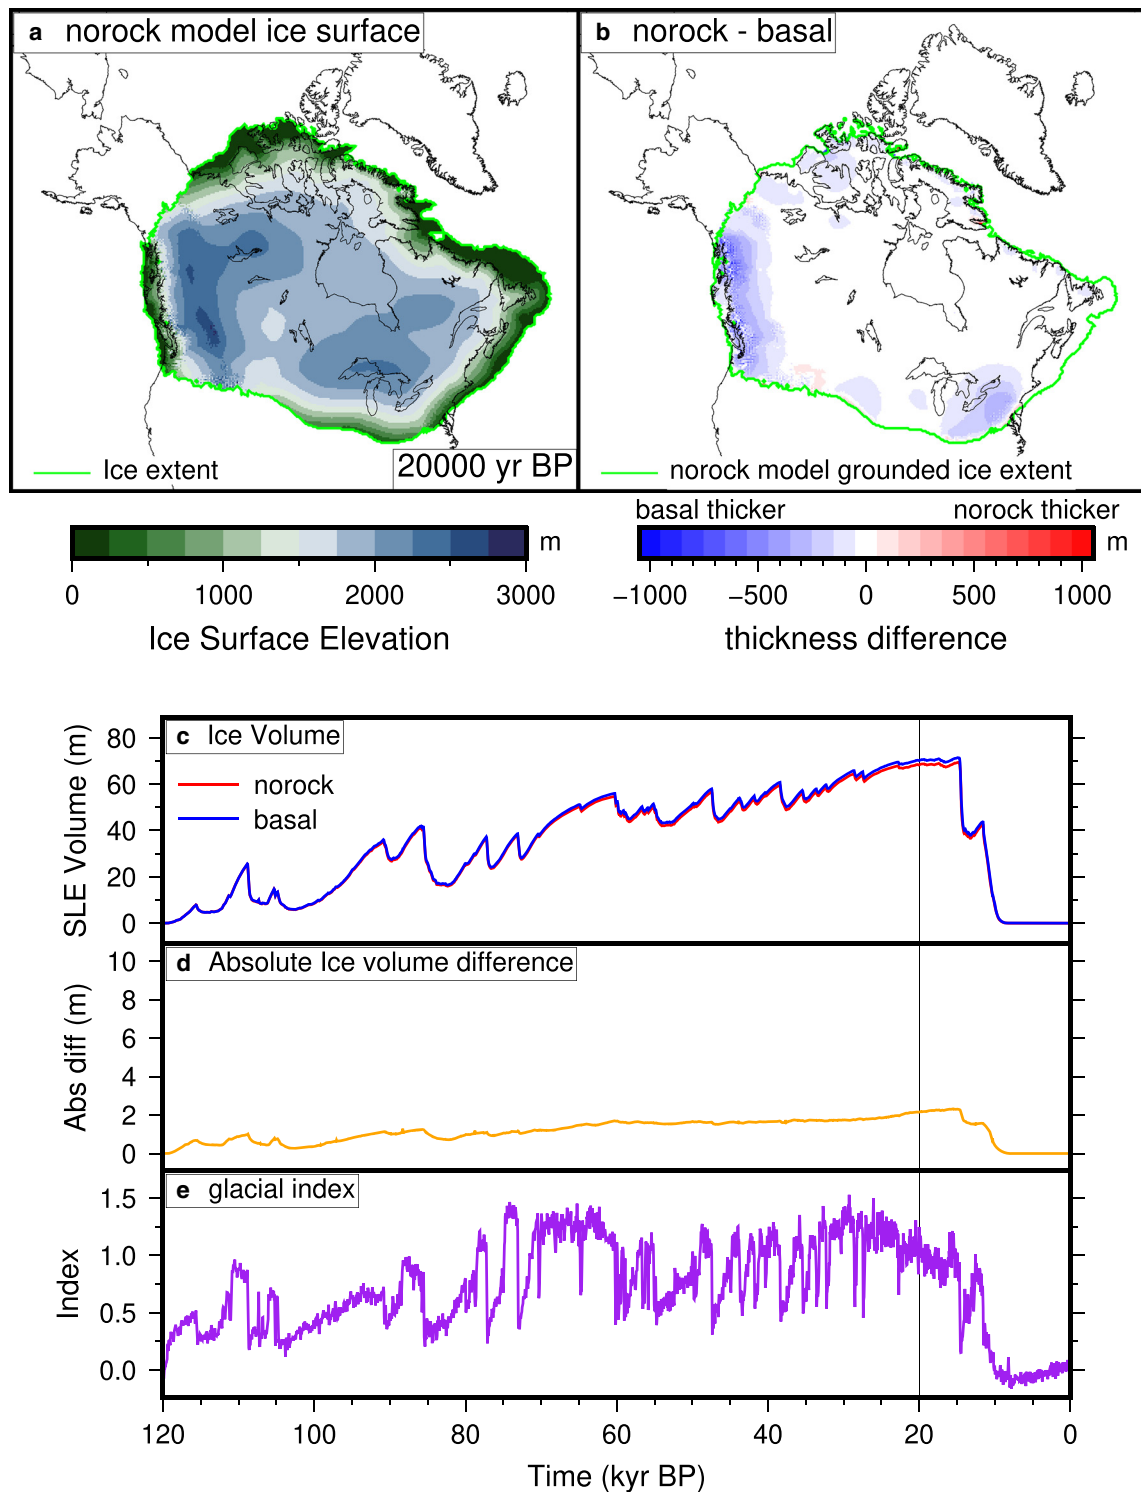 a norock model ice surface
b norock - basal
Ice extent
20000 yr BP
norock model grounded ice extent
basal thicker
norock thicker
m
m
0 1000 2000 3000
−1000 −500 0 500 1000
Ice Surface Elevation
thickness difference
c Ice Volume
norock
basal
SLE Volume (m)
80
60
40
20
0
d Absolute Ice volume difference
Abs diff (m)
10
8
6
4
2
0
e glacial index
Index
1.5
1.0
0.5
0.0
120 100 80 60 40 20 0
Time (kyr BP)